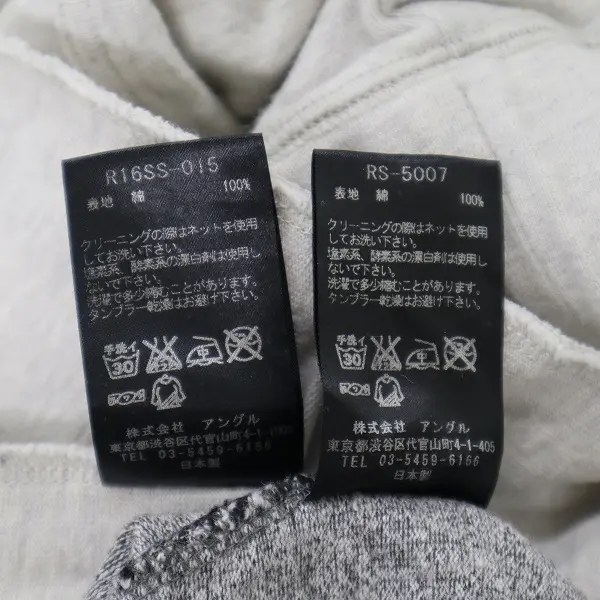 R16SS-015
表地 綿 100%
クリーニングの際はネットを使用
してお洗い下さい。
塩素系、酵素系の漂白剤は使用
しないで下さい。
洗濯で多少縮むことがあります。
タンブラー乾燥はお避け下さい。
手洗イ
30
中
株式会社 アングル
東京都渋谷区代官山町4-1-405
TEL 03-5459-6166
日本製
RS-5007
表地 綿 100%
クリーニングの際はネットを使用
してお洗い下さい。
塩素系、酵素系の漂白剤は使用
しないで下さい。
洗濯で多少縮むことがあります。
タンブラー乾燥はお避け下さい。
手洗イ
30
中
株式会社 アングル
東京都渋谷区代官山町4-1-405
TEL 03-5459-6166
日本製